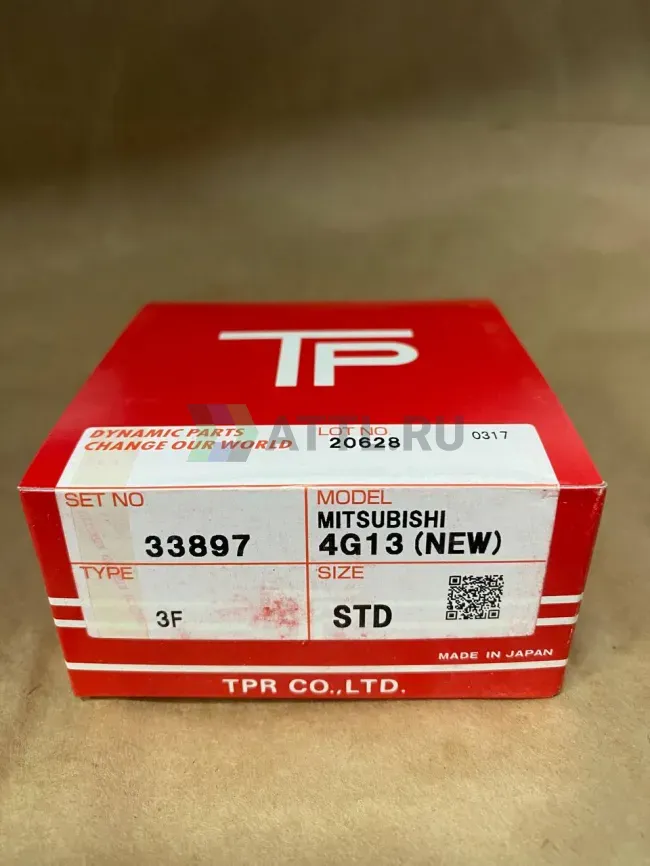 TP
DYNAMIC PARTS
CHANGE OUR WORLD
LOT NO
20628
0317
ATTL.RU
SET NO
33897
MODEL
MITSUBISHI
4G13 (NEW)
TYPE
3F
SIZE
STD
MADE IN JAPAN
TPR CO.,LTD.